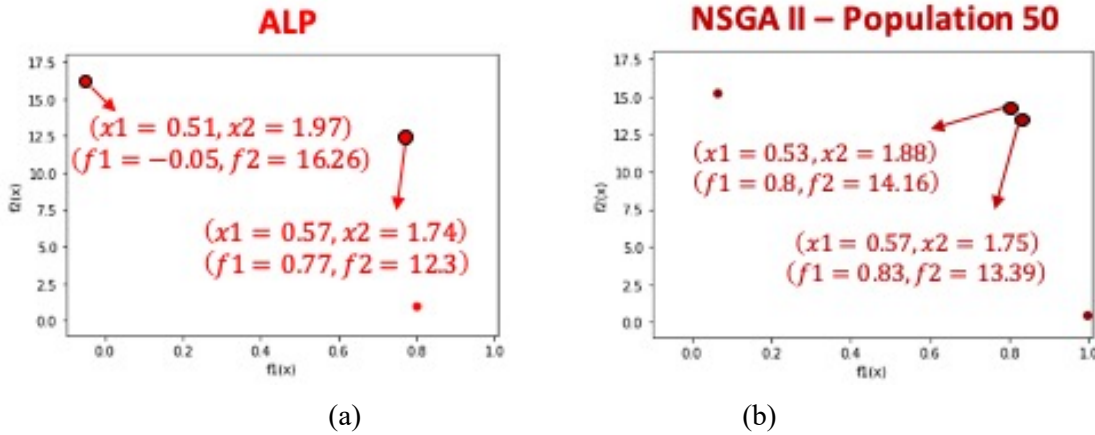 ALP
17.5
15.0
12.5
10.0
7.5
5.0
2.5
0.0
f2(x)
(x1 = 0.51, x2 = 1.97)
(f1 = −0.05, f2 = 16.26)
(x1 = 0.57, x2 = 1.74)
(f1 = 0.77, f2 = 12.3)
0.0 0.2 0.4 0.6 0.8 1.0
f1(x)
(a)
NSGA II – Population 50
17.5
15.0
12.5
10.0
7.5
5.0
2.5
0.0
f2(x)
(x1 = 0.53, x2 = 1.88)
(f1 = 0.8, f2 = 14.16)
(x1 = 0.57, x2 = 1.75)
(f1 = 0.83, f2 = 13.39)
0.0 0.2 0.4 0.6 0.8 1.0
f1(x)
(b)